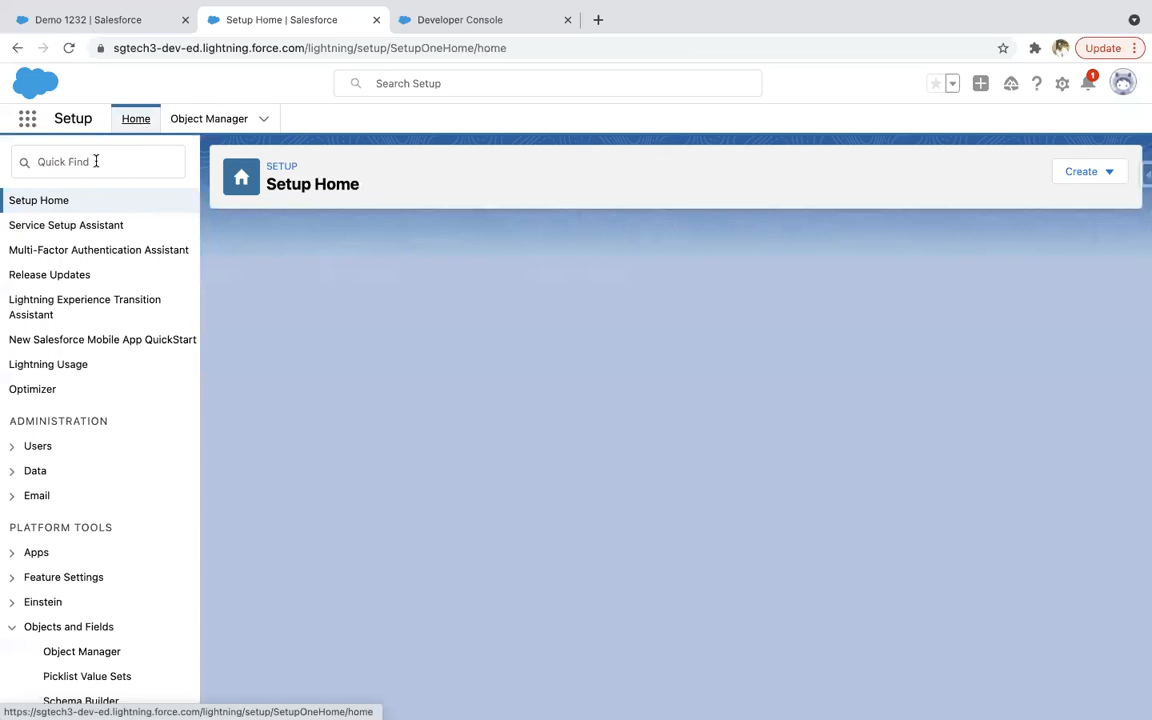 Demo 1232 | Salesforce
Setup Home | Salesforce
Developer Console
sgtech3-dev-ed.lightning.force.com/lightning/setup/SetupOneHome/home
Update
Search Setup
1
Setup
Home
Object Manager
Quick Find
SETUP
Setup Home
Create
Setup Home
Service Setup Assistant
Multi-Factor Authentication Assistant
Release Updates
Lightning Experience Transition
Assistant
New Salesforce Mobile App QuickStart
Lightning Usage
Optimizer
ADMINISTRATION
Users
Data
Email
PLATFORM TOOLS
Apps
Feature Settings
Einstein
Objects and Fields
Object Manager
Picklist Value Sets
Schema Builder
https://sgtech3-dev-ed.lightning.force.com/lightning/setup/SetupOneHome/home